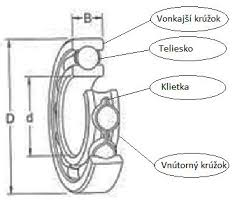 B
Vonkajší krúžok
Teliesko
Klietka
D
d
Vnútorný krúžok